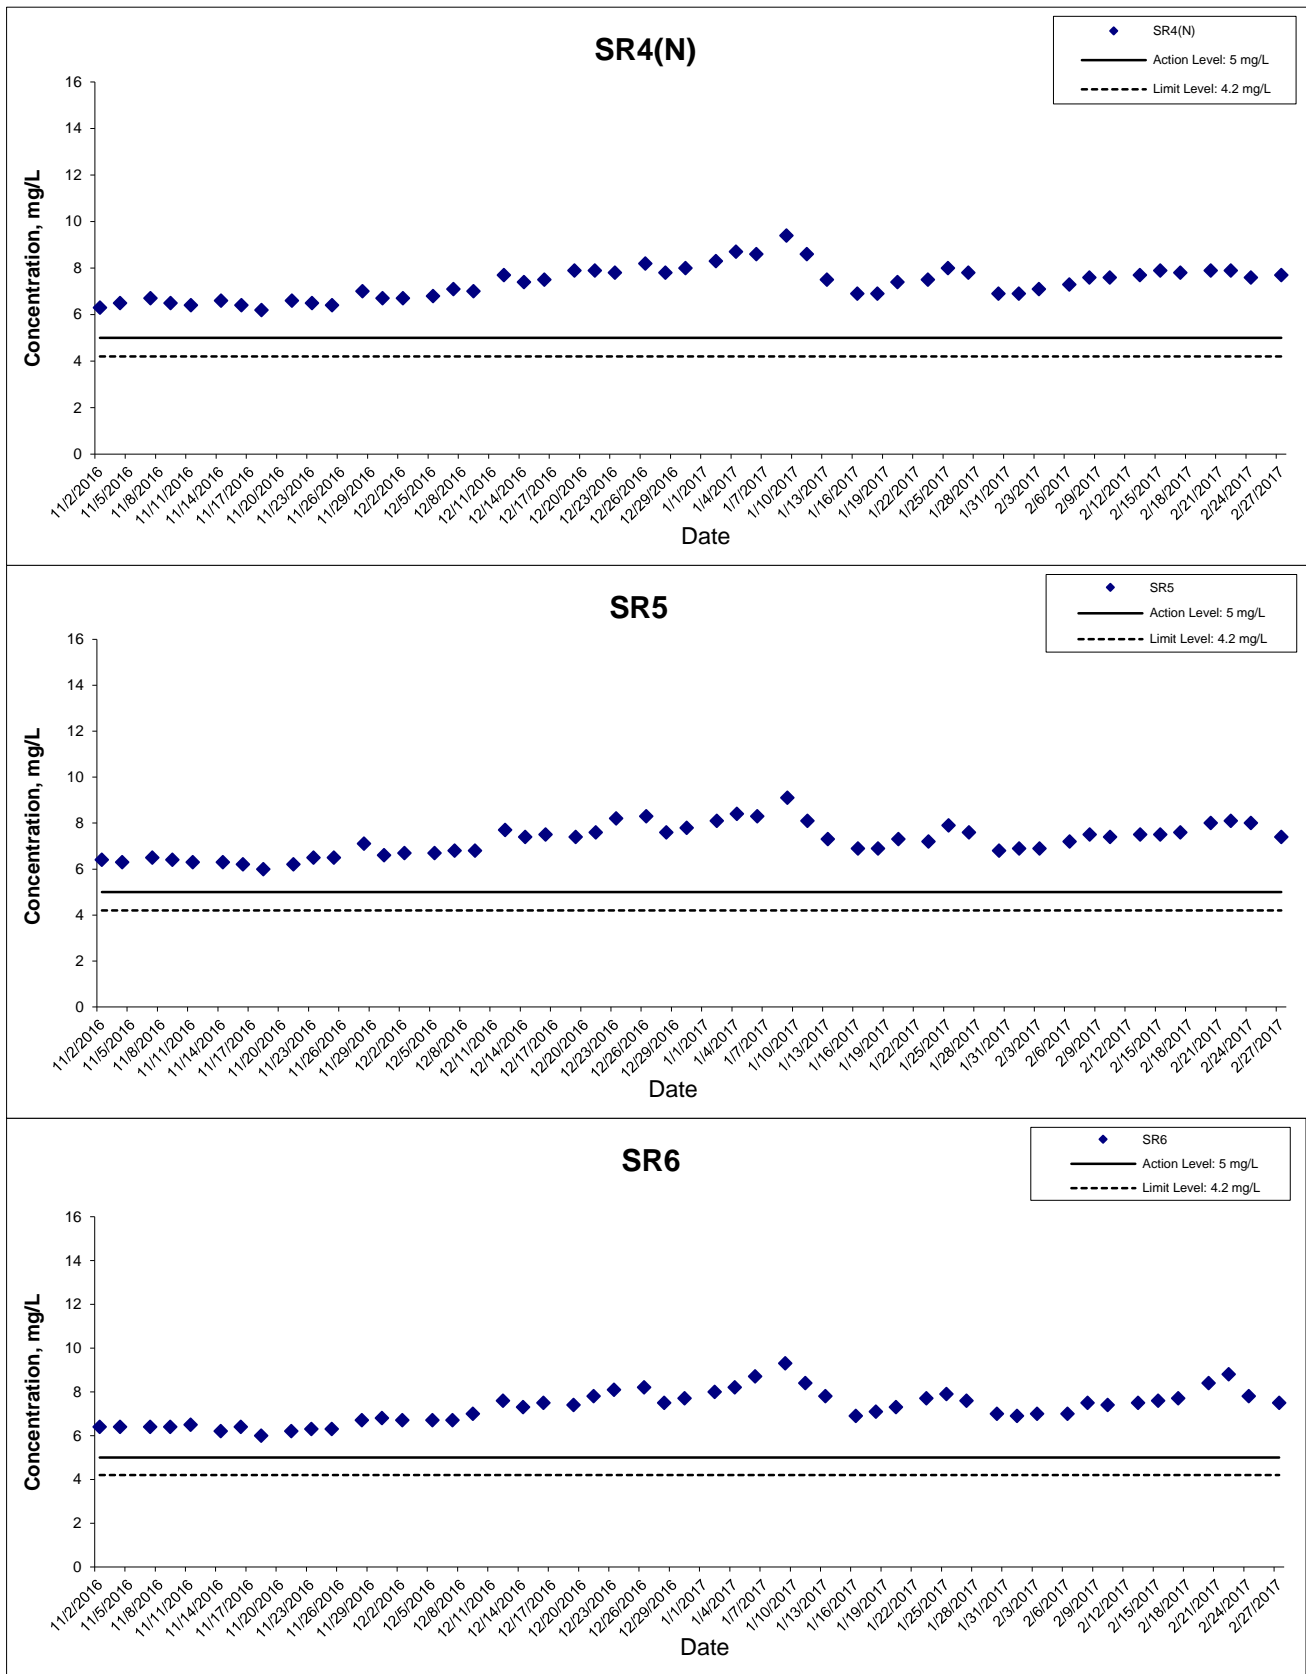 SR4(N)
SR4(N)
Action Level: 5 mg/L
Limit Level: 4.2 mg/L
Concentration, mg/L
16
14
12
10
8
6
4
2
0
11/2/2016 11/5/2016 11/8/2016 11/11/2016 11/14/2016 11/17/2016 11/20/2016 11/23/2016 11/26/2016 11/29/2016 12/2/2016 12/5/2016 12/8/2016 12/11/2016 12/14/2016 12/17/2016 12/20/2016 12/23/2016 12/26/2016 12/29/2016 1/1/2017 1/4/2017 1/7/2017 1/10/2017 1/13/2017 1/16/2017 1/19/2017 1/22/2017 1/25/2017 1/28/2017 1/31/2017 2/3/2017 2/6/2017 2/9/2017 2/12/2017 2/15/2017 2/18/2017 2/21/2017 2/24/2017 2/27/2017
Date
SR5
SR5
Action Level: 5 mg/L
Limit Level: 4.2 mg/L
Concentration, mg/L
16
14
12
10
8
6
4
2
0
11/2/2016 11/5/2016 11/8/2016 11/11/2016 11/14/2016 11/17/2016 11/20/2016 11/23/2016 11/26/2016 11/29/2016 12/2/2016 12/5/2016 12/8/2016 12/11/2016 12/14/2016 12/17/2016 12/20/2016 12/23/2016 12/26/2016 12/29/2016 1/1/2017 1/4/2017 1/7/2017 1/10/2017 1/13/2017 1/16/2017 1/19/2017 1/22/2017 1/25/2017 1/28/2017 1/31/2017 2/3/2017 2/6/2017 2/9/2017 2/12/2017 2/15/2017 2/18/2017 2/21/2017 2/24/2017 2/27/2017
Date
SR6
SR6
Action Level: 5 mg/L
Limit Level: 4.2 mg/L
Concentration, mg/L
16
14
12
10
8
6
4
2
0
11/2/2016 11/5/2016 11/8/2016 11/11/2016 11/14/2016 11/17/2016 11/20/2016 11/23/2016 11/26/2016 11/29/2016 12/2/2016 12/5/2016 12/8/2016 12/11/2016 12/14/2016 12/17/2016 12/20/2016 12/23/2016 12/26/2016 12/29/2016 1/1/2017 1/4/2017 1/7/2017 1/10/2017 1/13/2017 1/16/2017 1/19/2017 1/22/2017 1/25/2017 1/28/2017 1/31/2017 2/3/2017 2/6/2017 2/9/2017 2/12/2017 2/15/2017 2/18/2017 2/21/2017 2/24/2017 2/27/2017
Date